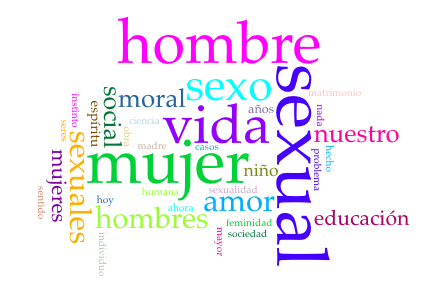 hombre
sexual
sexo
matrimonio
instinto
social
moral
años
nada
espíritu
ciencia
vida
nuestro
seres
sexuales
obra
madre
casos
hecho
problema
mujeres
mujer
niño
sentido
humana
sexualidad
hoy
ahora
amor
hombres
feminidad
educación
individuo
mayor
sociedad